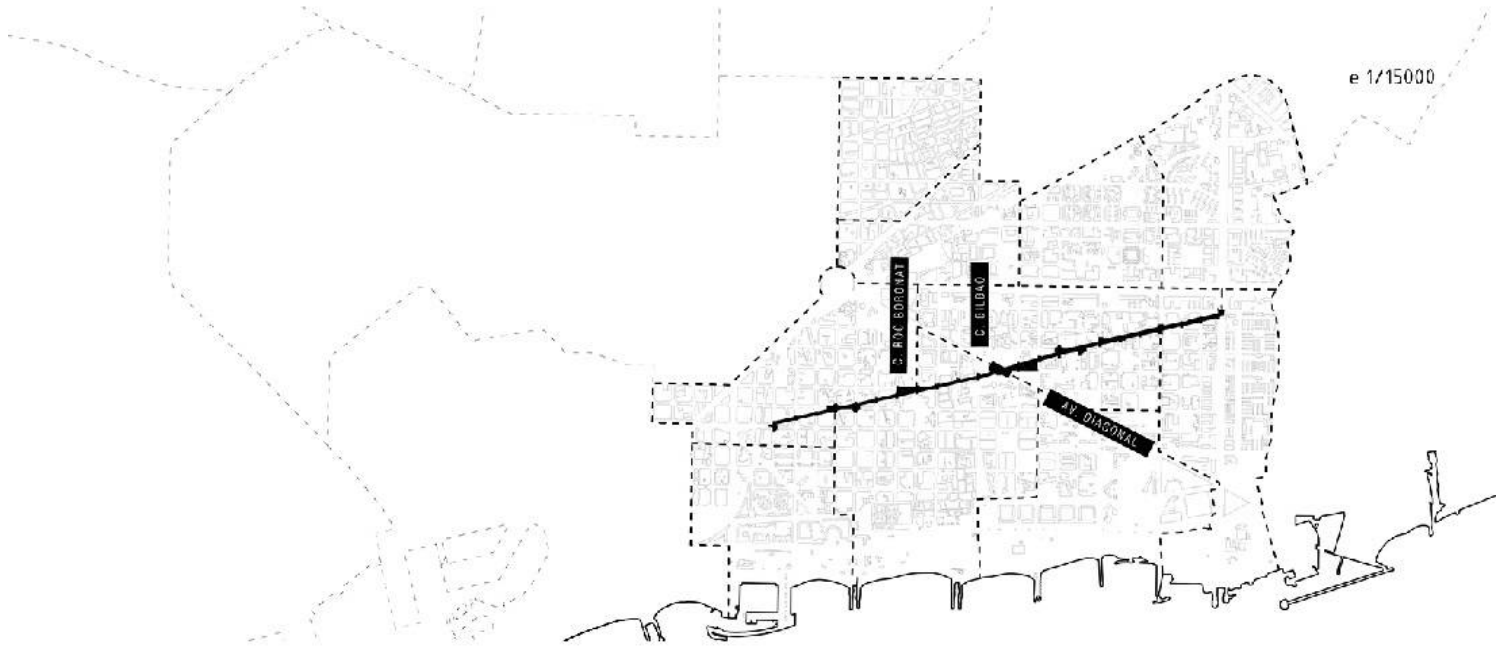 e 1/15000
C. ROC BORONAT
C. BILBAO
AV. DIAGONAL